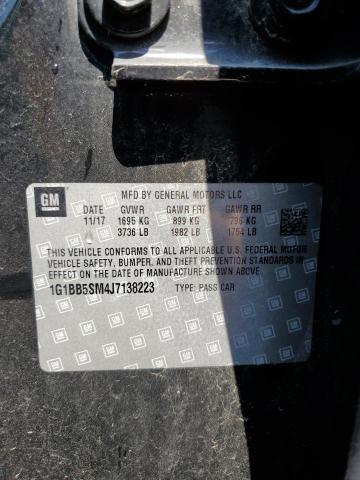 GM
MFD BY GENERAL MOTORS LLC
DATE GVWR GAWR FRT GAWR RR
11/17 1695 KG 899 KG 796 KG
3736 LB 1982 LB 1754 LB
THIS VEHICLE CONFORMS TO ALL APPLICABLE U.S. FEDERAL MOTOR
VEHICLE SAFETY, BUMPER, AND THEFT PREVENTION STANDARDS
IN EFFECT ON THE DATE OF MANUFACTURE SHOWN ABOVE.
1G1BB5SM4J7138223 TYPE: PASS CAR